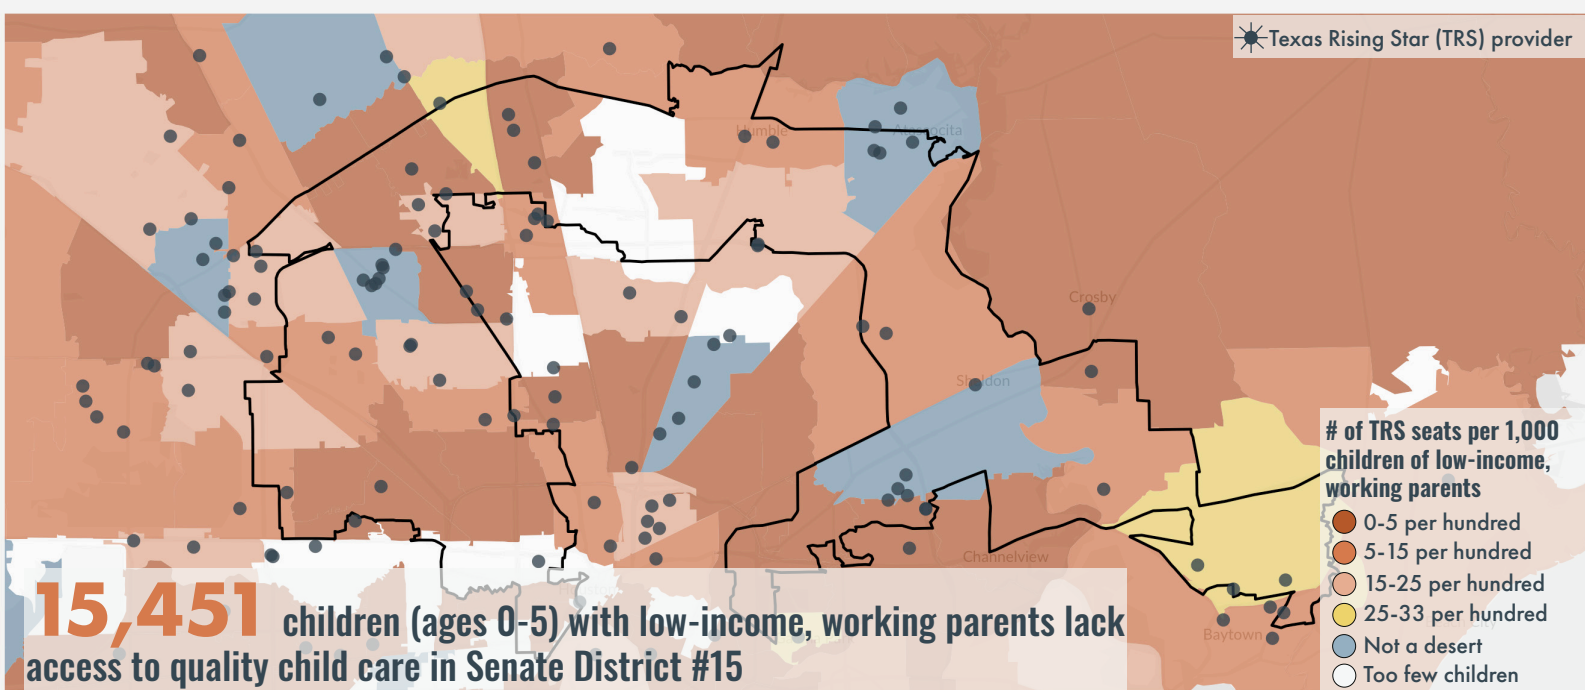 Texas Rising Star (TRS) provider
Humble
Atascocita
Crosby
Sheldon
Channelview
Baytown
# of TRS seats per 1,000
children of low-income,
working parents
0-5 per hundred
5-15 per hundred
15-25 per hundred
25-33 per hundred
Not a desert
Too few children
15,451 children (ages 0-5) with low-income, working parents lack
access to quality child care in Senate District #15